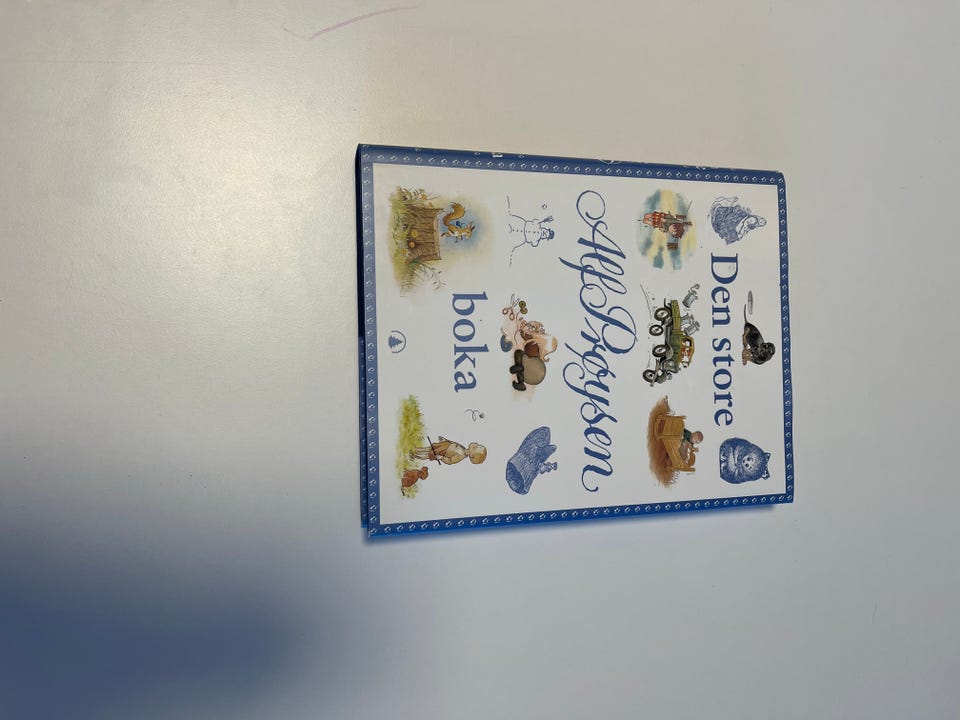 Den store
Alf Prøysen
boka